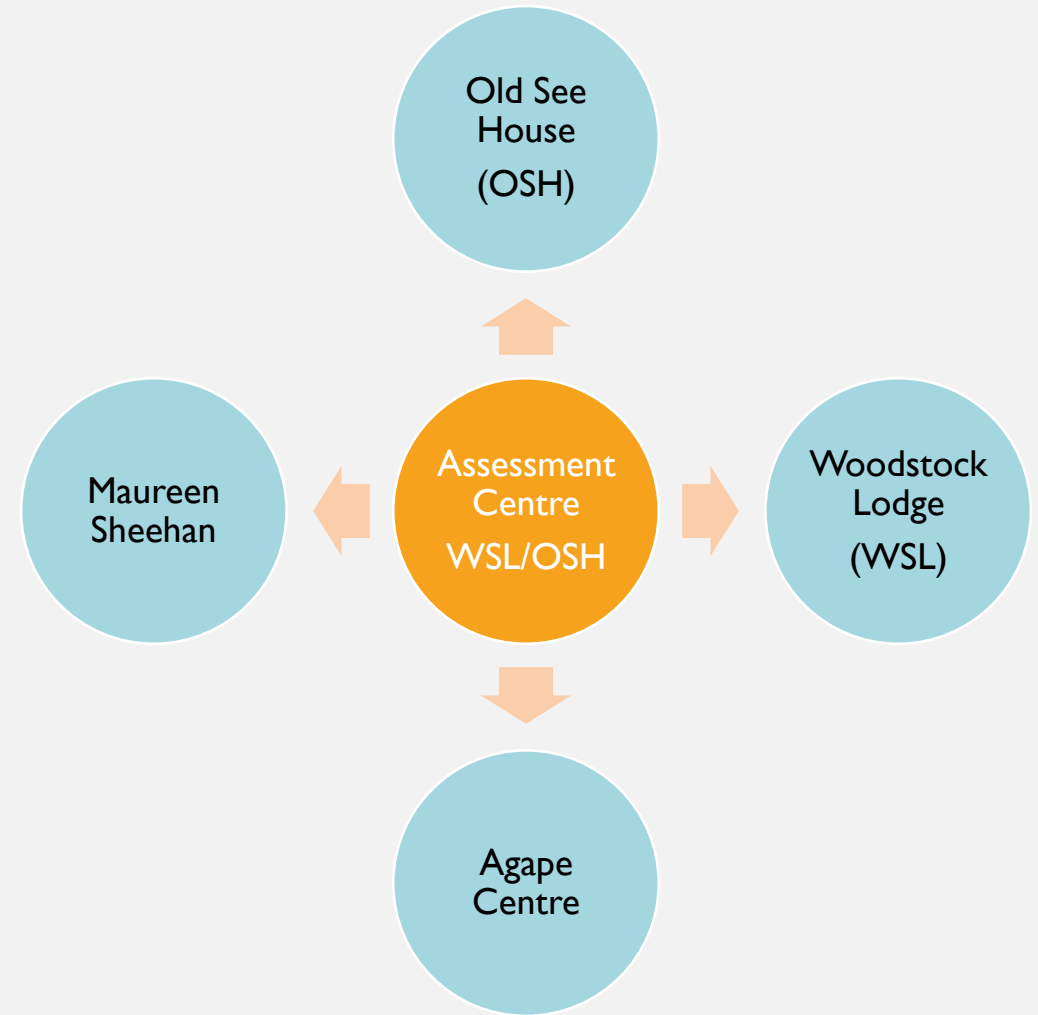 Old See
House
(OSH)
Maureen
Sheehan
Assessment
Centre
WSL/OSH
Woodstock
Lodge
(WSL)
Agape
Centre